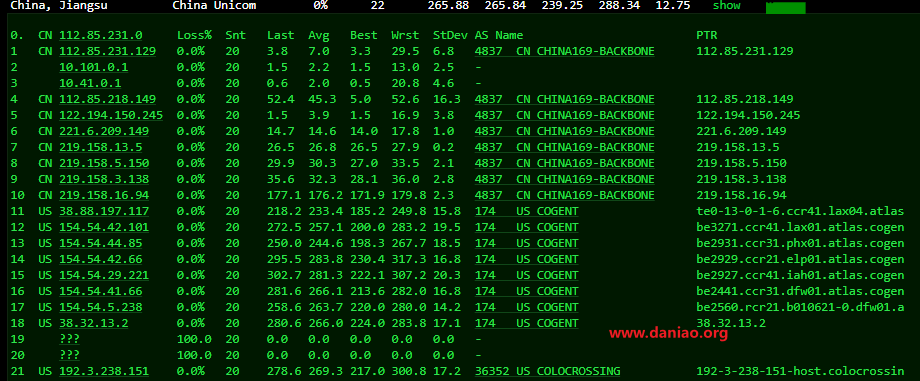 China, Jiangsu China Unicom 0% 22 265.88 265.84 239.25 288.34 12.75 show
0. CN 112.85.231.0 Loss% Snt Last Avg Best Wrst StDev AS Name PTR
1 CN 112.85.231.129 0.0% 20 3.8 7.0 3.3 29.5 6.8 4837 CN CHINA169-BACKBONE 112.85.231.129
2 10.101.0.1 0.0% 20 1.5 2.2 1.5 13.0 2.5 -
3 10.41.0.1 0.0% 20 0.6 2.0 0.5 20.8 4.6 -
4 CN 112.85.218.149 0.0% 20 52.4 45.3 5.0 52.6 16.3 4837 CN CHINA169-BACKBONE 112.85.218.149
5 CN 122.194.150.245 0.0% 20 1.5 3.9 1.5 16.9 3.8 4837 CN CHINA169-BACKBONE 122.194.150.245
6 CN 221.6.209.149 0.0% 20 14.7 14.6 14.0 17.8 1.0 4837 CN CHINA169-BACKBONE 221.6.209.149
7 CN 219.158.13.5 0.0% 20 26.5 26.8 26.5 27.9 0.2 4837 CN CHINA169-BACKBONE 219.158.13.5
8 CN 219.158.5.150 0.0% 20 29.9 30.3 27.0 33.5 2.1 4837 CN CHINA169-BACKBONE 219.158.5.150
9 CN 219.158.3.138 0.0% 20 35.6 32.3 28.1 36.0 2.8 4837 CN CHINA169-BACKBONE 219.158.3.138
10 CN 219.158.16.94 0.0% 20 177.1 176.2 171.9 179.8 2.3 4837 CN CHINA169-BACKBONE 219.158.16.94
11 US 38.88.197.117 0.0% 20 218.2 233.4 185.2 249.8 15.8 174 US COGENT te0-13-0-1-6.ccr41.lax04.atlas
12 US 154.54.42.101 0.0% 20 272.5 257.1 200.0 283.2 19.5 174 US COGENT be3271.ccr41.lax01.atlas.cogen
13 US 154.54.44.85 0.0% 20 250.0 244.6 198.3 267.7 18.5 174 US COGENT be2931.ccr31.phx01.atlas.cogen
14 US 154.54.42.66 0.0% 20 295.5 283.8 230.4 317.3 16.8 174 US COGENT be2929.ccr21.elp01.atlas.cogen
15 US 154.54.29.221 0.0% 20 302.7 281.3 222.1 307.2 20.3 174 US COGENT be2927.ccr41.iah01.atlas.cogen
16 US 154.54.41.66 0.0% 20 281.6 266.1 213.6 282.0 16.8 174 US COGENT be2441.ccr31.dfw01.atlas.cogen
17 US 154.54.5.238 0.0% 20 258.6 263.7 220.0 280.0 14.2 174 US COGENT be2560.rcr21.b010621-0.dfw01.a
18 US 38.32.13.2 0.0% 20 280.6 266.0 224.0 283.8 17.1 174 US COGENT 38.32.13.2
www.daniao.org
19 ??? 100.0 20 0.0 0.0 0.0 0.0 0.0 -
20 ??? 100.0 20 0.0 0.0 0.0 0.0 0.0 -
21 US 192.3.238.151 0.0% 20 278.6 269.3 217.0 300.8 17.2 36352 US COLOCROSSING 192-3-238-151-host.colocrossin